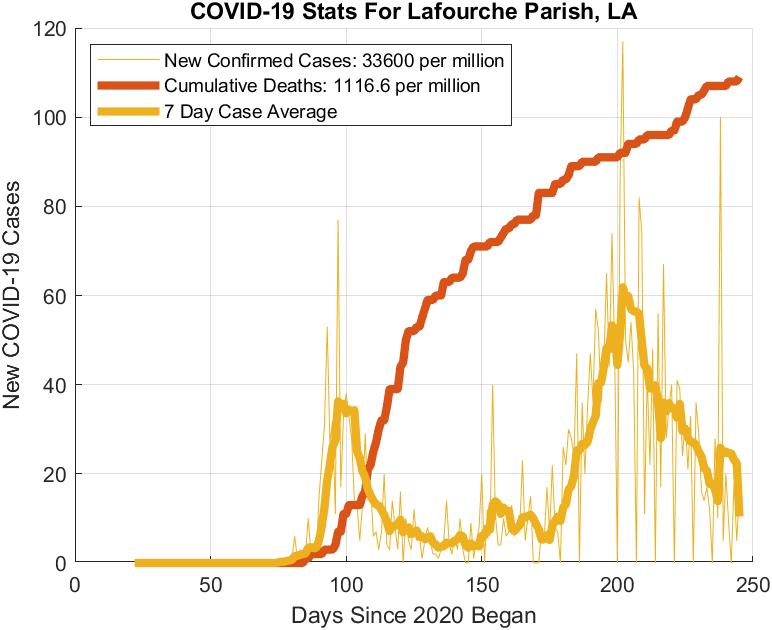 COVID-19 Stats For Lafourche Parish, LA
New Confirmed Cases: 33600 per million
Cumulative Deaths: 1116.6 per million
7 Day Case Average
120
100
80
60
40
20
0
New COVID-19 Cases
0 50 100 150 200 250
Days Since 2020 Began